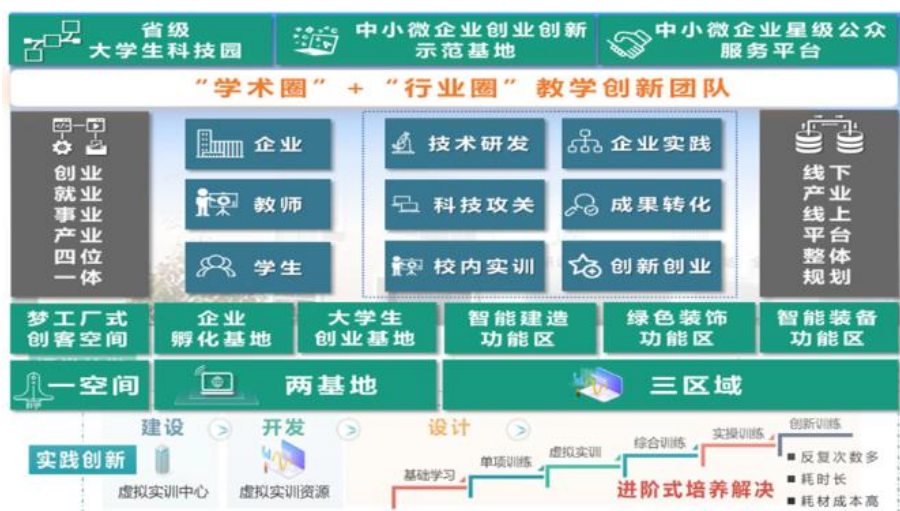 省级
大学生科技园
中小微企业创业创新
示范基地
中小微企业星级公众
服务平台
“学术圈” + “行业圈” 教学创新团队
创业
就业
事业
产业
四位
一体
企业
教师
学生
技术研发
企业实践
科技攻关
成果转化
校内实训
创新创业
线下
产业
线上
平台
整体
规划
梦工厂式
创客空间
企业
孵化基地
大学生
创业基地
智能建造
功能区
绿色装饰
功能区
智能装备
功能区
一空间
两基地
三区域
实践创新
建设
开发
设计
虚拟实训中心
虚拟实训资源
基础学习
单项训练
虚拟实训
综合训练
实操训练
创新训练
进阶式培养解决
■ 反复次数多
■ 耗时长
■ 耗材成本高